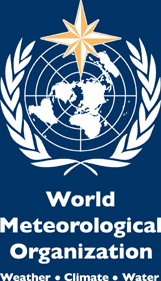 World
Meteorological
Organization
Weather • Climate • Water